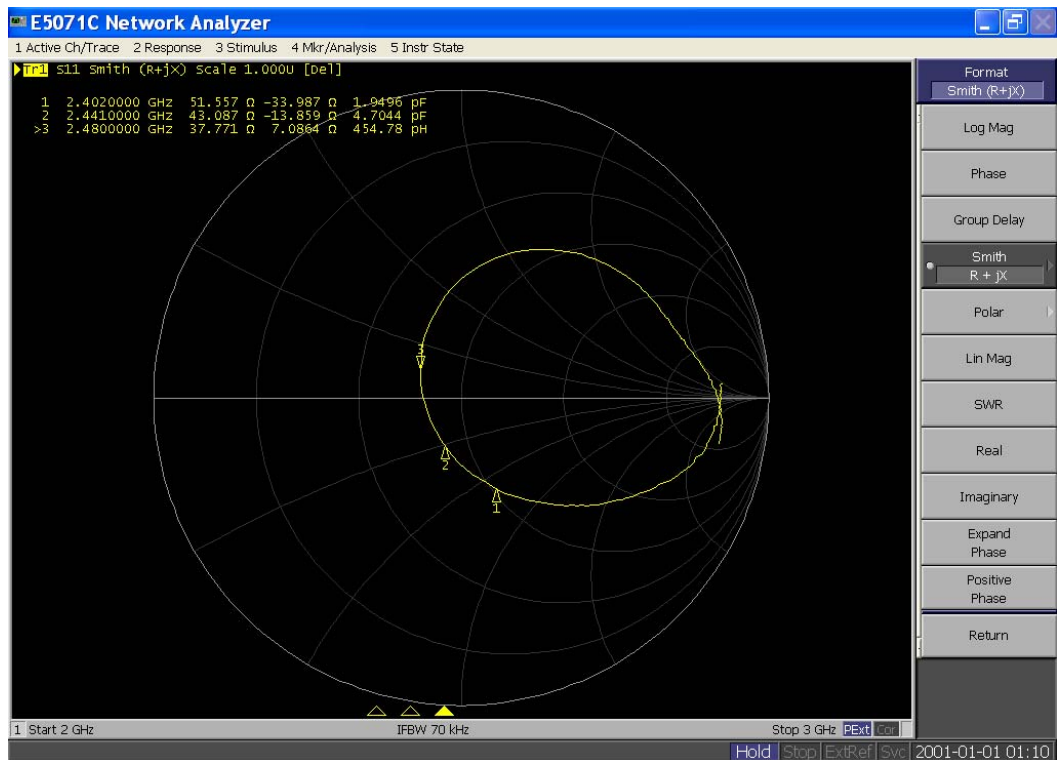 E5071C Network Analyzer
1 Active Ch/Trace 2 Response 3 Stimulus 4 Mkr/Analysis 5 Instr State
Tr1 S11 Smith (R+jX) Scale 1.000U [Del]
1 2.4020000 GHz 51.557 Ω -33.987 Ω 1.9496 pF
2 2.4410000 GHz 43.087 Ω -13.859 Ω 4.7044 pF
>3 2.4800000 GHz 37.771 Ω 7.0864 Ω 454.78 pH
3
2
1
Format
Smith (R+jX)
Log Mag
Phase
Group Delay
Smith
R + jX
Polar
Lin Mag
SWR
Real
Imaginary
Expand
Phase
Positive
Phase
Return
1 Start 2 GHz IFBW 70 kHz Stop 3 GHz PExt Cor
Hold Stop ExtRef Svc 2001-01-01 01:10